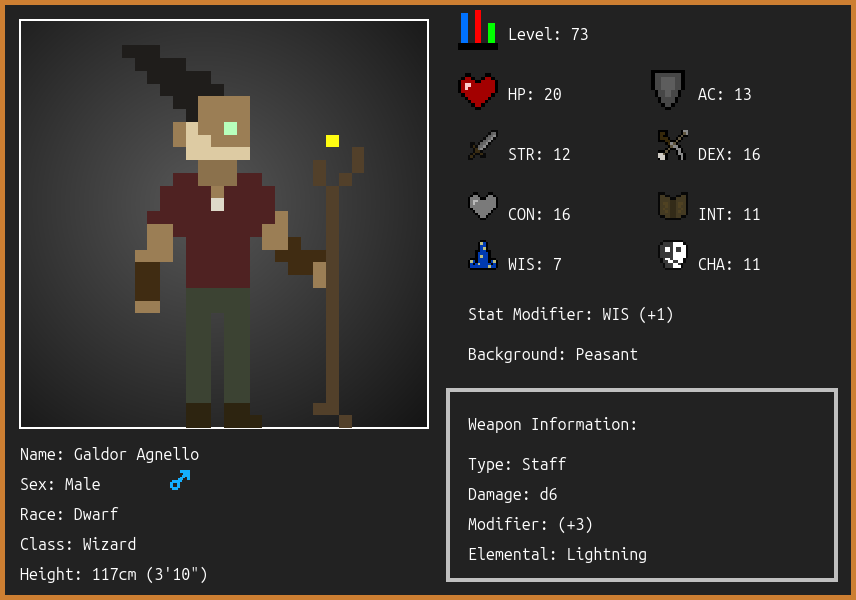 Level: 73
HP: 20
AC: 13
STR: 12
DEX: 16
CON: 16
INT: 11
WIS: 7
CHA: 11
Stat Modifier: WIS (+1)
Background: Peasant
Weapon Information:
Type: Staff
Damage: d6
Modifier: (+3)
Elemental: Lightning
Name: Galdor Agnello
Sex: Male
Race: Dwarf
Class: Wizard
Height: 117cm (3'10")